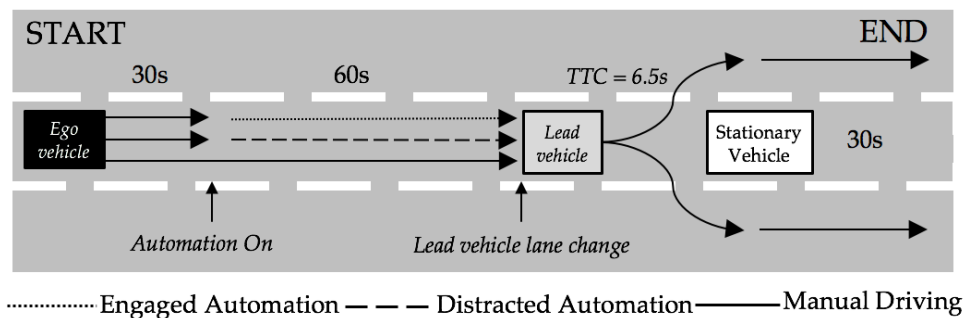 START
END
30s
60s
TTC = 6.5s
Ego
vehicle
Lead
vehicle
Stationary
Vehicle
30s
Automation On
Lead vehicle lane change
Engaged Automation
Distracted Automation
Manual Driving